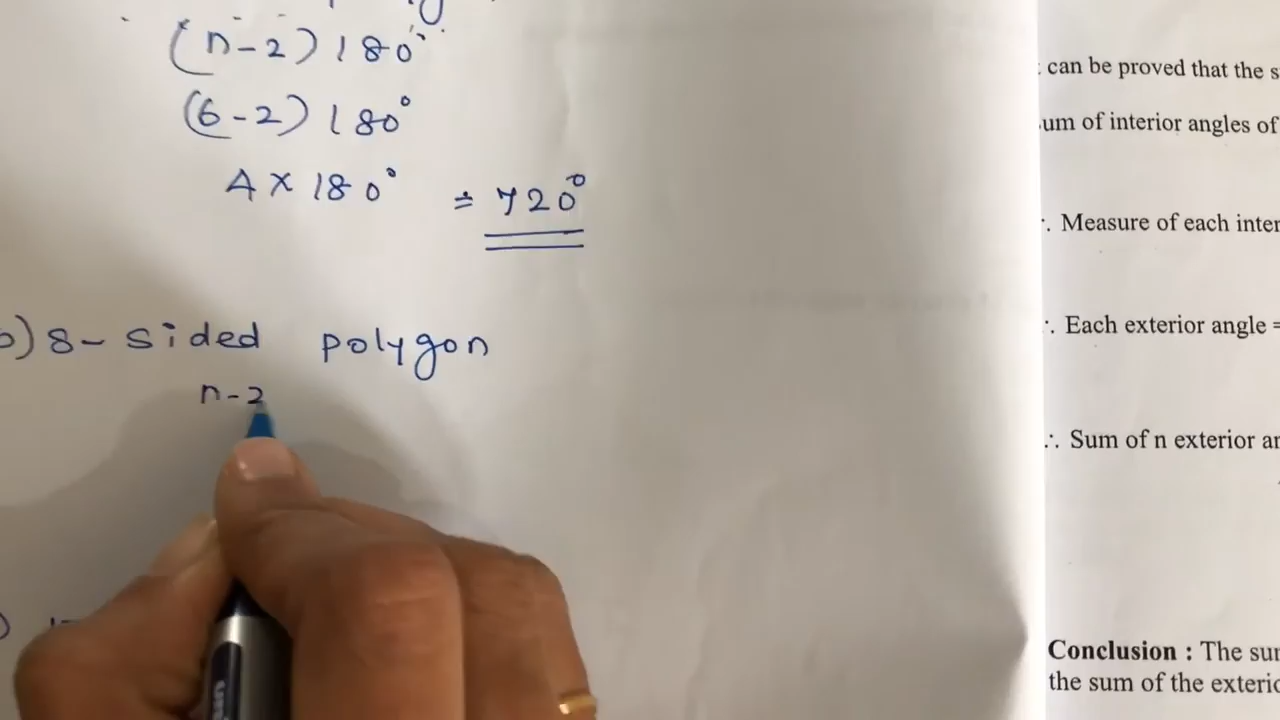 (n-2) 180°
(6-2) 180°
4 × 180° = 720°
b) 8- sided polygon
n-2
can be proved that the s
um of interior angles of
∴ Measure of each inter
∴ Each exterior angle =
∴ Sum of n exterior an
Conclusion : The sum
the sum of the exterio